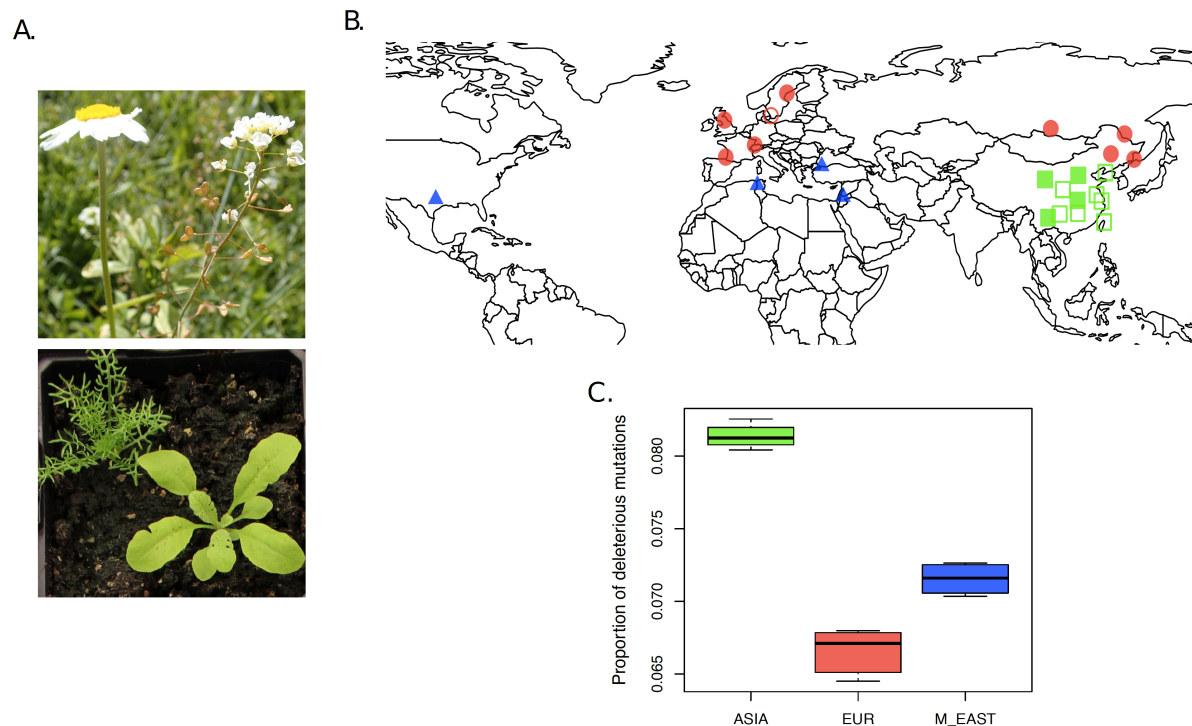 A.
B.
C.
Proportion of deleterious mutations
0.080
0.075
0.070
0.065
ASIA EUR M_EAST